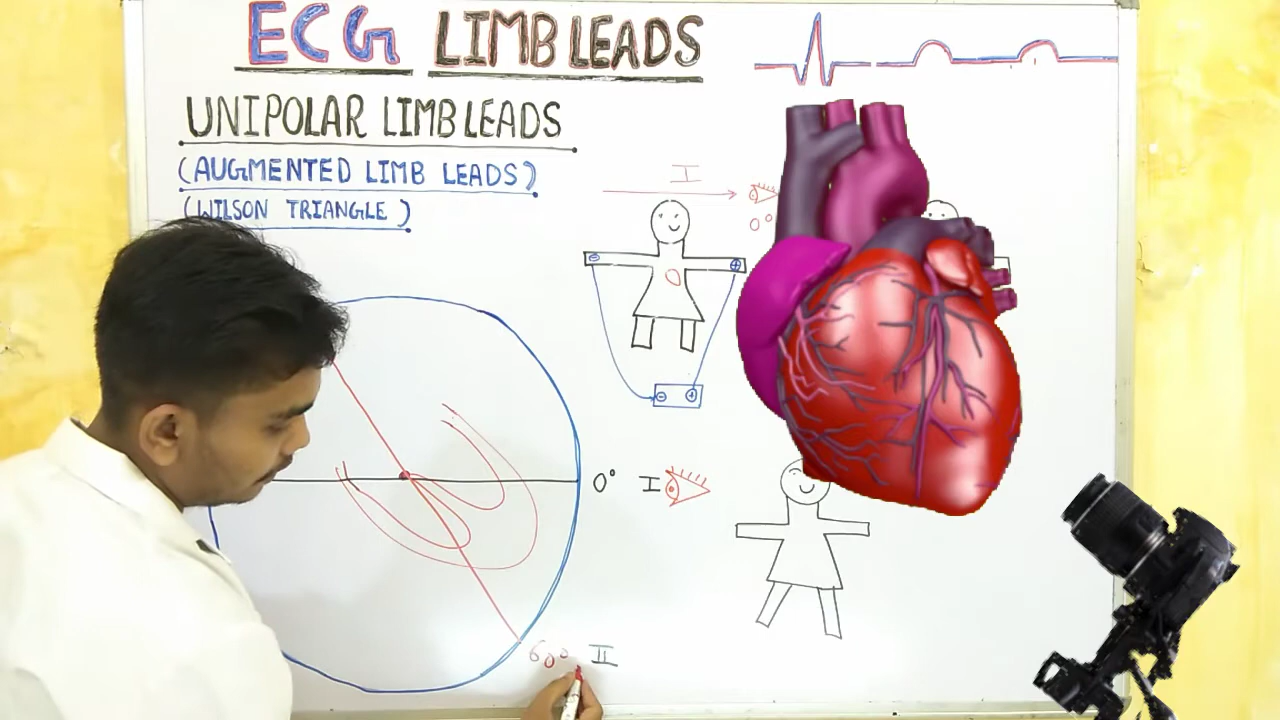 ECG LIMB LEADS
UNIPOLAR LIMB LEADS
(AUGMENTED LIMB LEADS)
(WILSON TRIANGLE)
I
0°
⊖ ⊕
⊖ ⊕
0° I
60° II